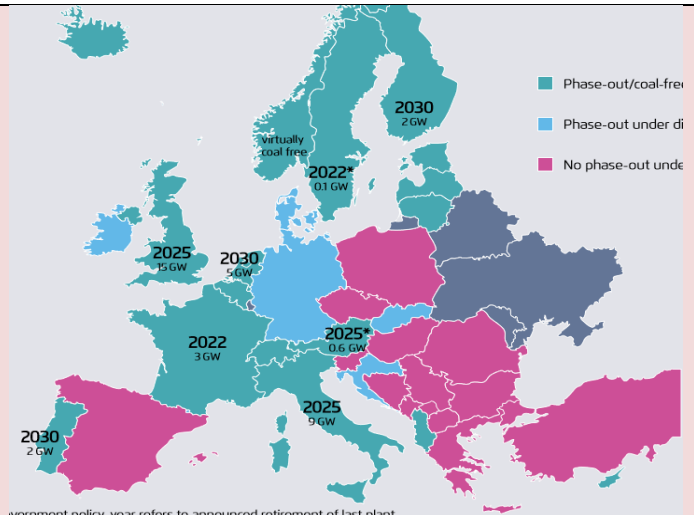 Phase-out/coal-free
Phase-out under di
No phase-out unde
2030
2 GW
virtually
coal free
2022*
0.1 GW
2025
15 GW
2030
5 GW
2022
3 GW
2025*
0.6 GW
2025
9 GW
2030
2 GW
vernment policy, year refers to announced retirement of last plant